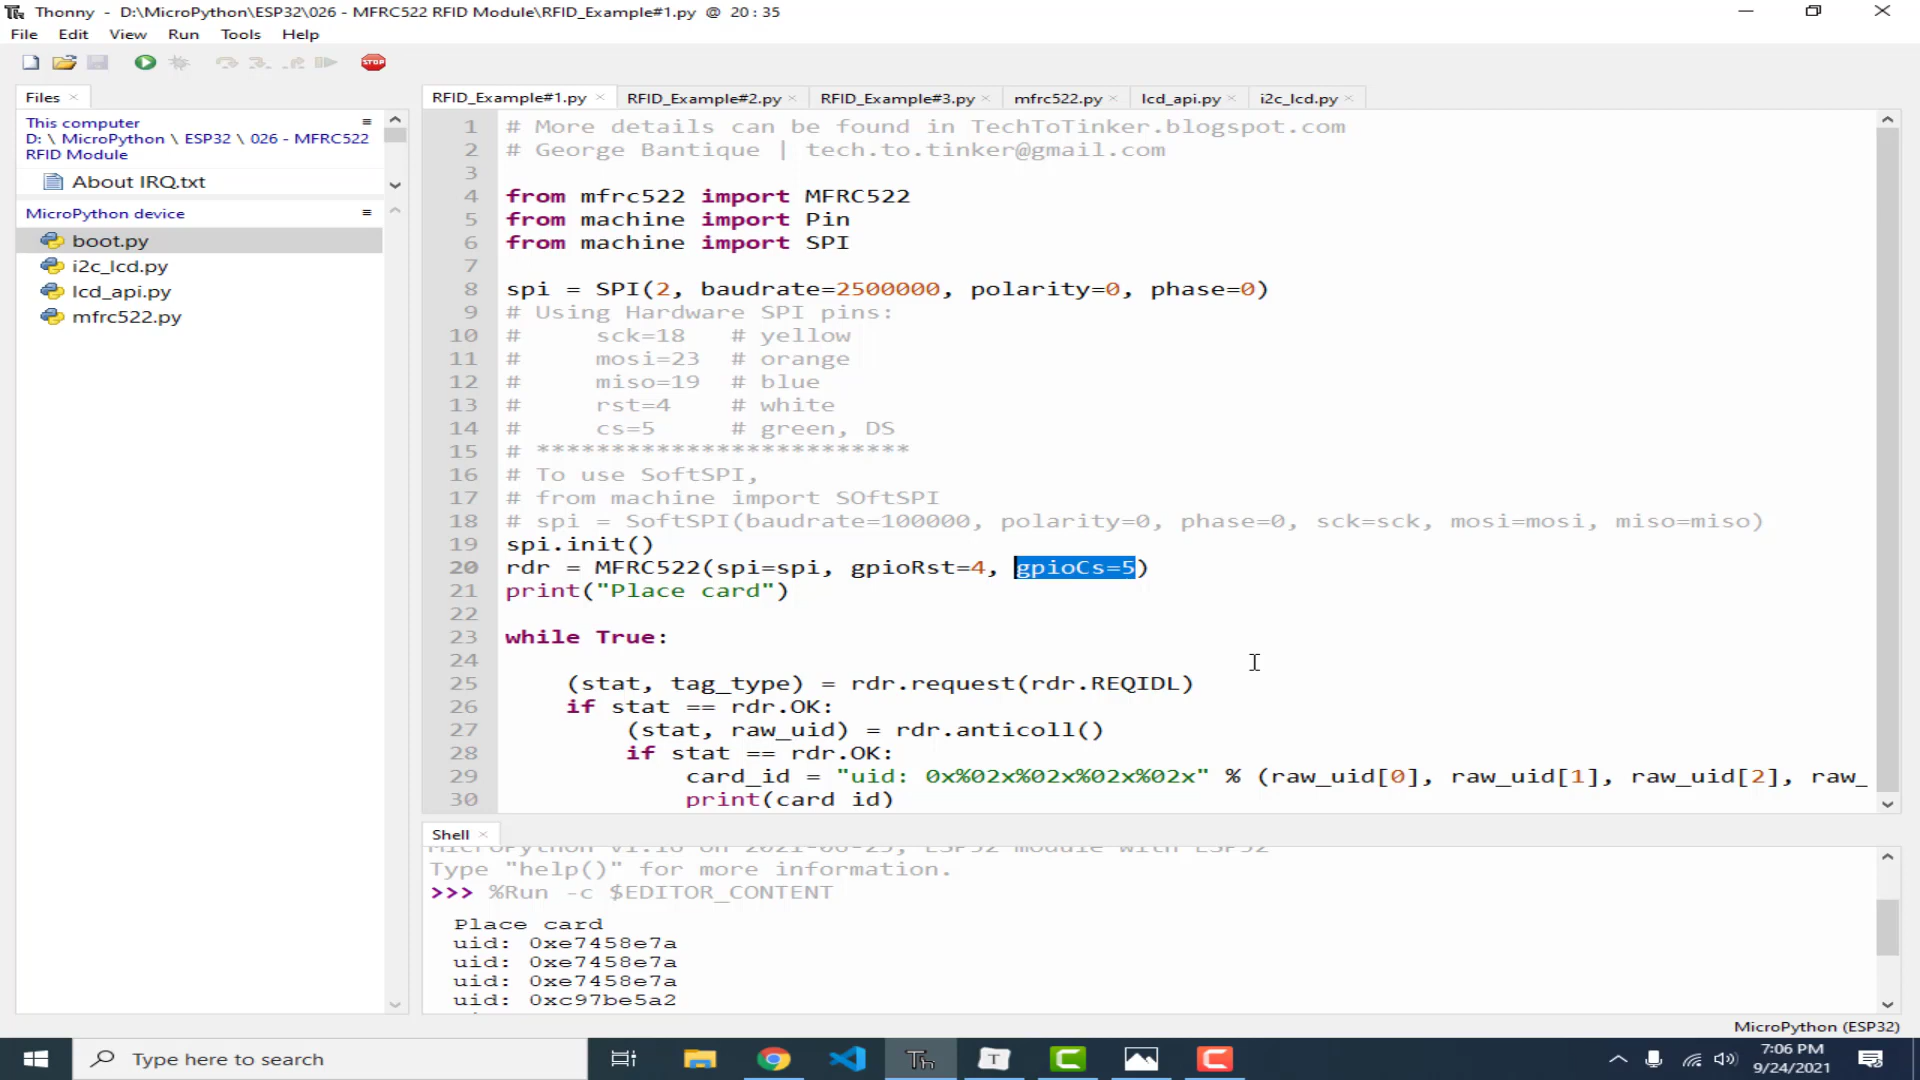 Thonny - D:\MicroPython\ESP32\026 - MFRC522 RFID Module\RFID_Example#1.py @ 20 : 35
File Edit View Run Tools Help
STOP
Files
This computer
D: \ MicroPython \ ESP32 \ 026 - MFRC522
RFID Module
About IRQ.txt
MicroPython device
boot.py
i2c_lcd.py
lcd_api.py
mfrc522.py
RFID_Example#1.py RFID_Example#2.py RFID_Example#3.py mfrc522.py lcd_api.py i2c_lcd.py
1 # More details can be found in TechToTinker.blogspot.com
2 # George Bantique | tech.to.tinker@gmail.com
3
4 from mfrc522 import MFRC522
5 from machine import Pin
6 from machine import SPI
7
8 spi = SPI(2, baudrate=2500000, polarity=0, phase=0)
9 # Using Hardware SPI pins:
10 #     sck=18   # yellow
11 #     mosi=23  # orange
12 #     miso=19  # blue
13 #     rst=4    # white
14 #     cs=5     # green, DS
15 # *************************
16 # To use SoftSPI,
17 # from machine import SOftSPI
18 # spi = SoftSPI(baudrate=100000, polarity=0, phase=0, sck=sck, mosi=mosi, miso=miso)
19 spi.init()
20 rdr = MFRC522(spi=spi, gpioRst=4, gpioCs=5)
21 print("Place card")
22
23 while True:
24
25     (stat, tag_type) = rdr.request(rdr.REQIDL)
26     if stat == rdr.OK:
27         (stat, raw_uid) = rdr.anticoll()
28         if stat == rdr.OK:
29             card_id = "uid: 0x%02x%02x%02x%02x" % (raw_uid[0], raw_uid[1], raw_uid[2], raw_
30             print(card_id)
Shell
MicroPython v1.16 on 2021-06-23; ESP32 module with ESP32
Type "help()" for more information.
>>> %Run -c $EDITOR_CONTENT
Place card
uid: 0xe7458e7a
uid: 0xe7458e7a
uid: 0xe7458e7a
uid: 0xc97be5a2
MicroPython (ESP32)
Type here to search
7:06 PM
9/24/2021